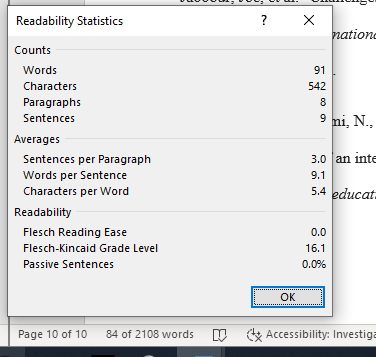 Readability Statistics ? ×
Counts
Words 91
Characters 542
Paragraphs 8
Sentences 9
Averages
Sentences per Paragraph 3.0
Words per Sentence 9.1
Characters per Word 5.4
Readability
Flesch Reading Ease 0.0
Flesch-Kincaid Grade Level 16.1
Passive Sentences 0.0%
OK
national
mi, N.,
an inte
educati
Page 10 of 10 84 of 2108 words Accessibility: Investiga